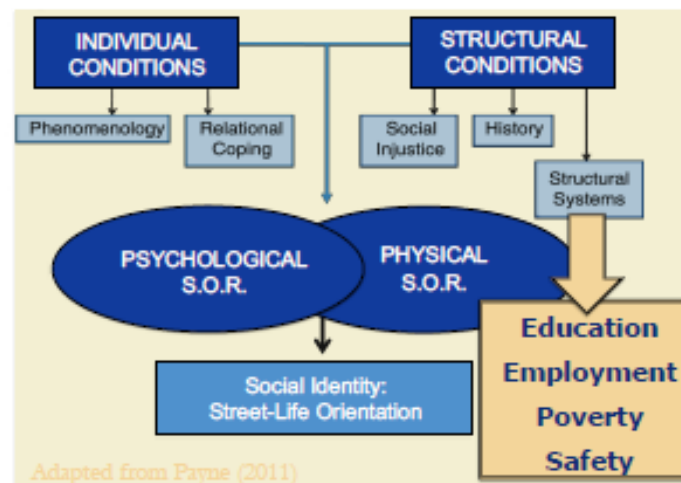 INDIVIDUAL
CONDITIONS
STRUCTURAL
CONDITIONS
Phenomenology
Relational
Coping
Social
Injustice
History
Structural
Systems
PSYCHOLOGICAL
S.O.R.
PHYSICAL
S.O.R.
Education
Employment
Poverty
Safety
Social Identity:
Street-Life Orientation
Adapted from Payne (2011)